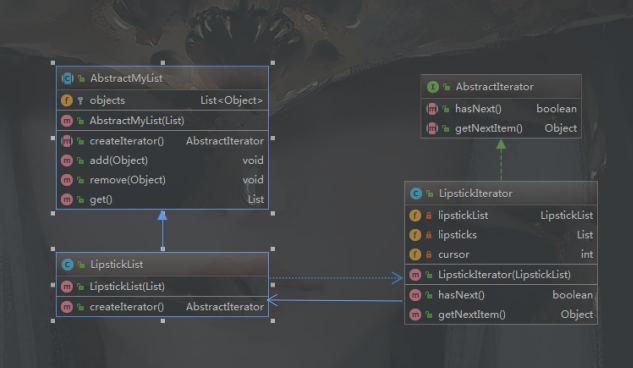 AbstractMyList
objects List<Object>
AbstractMyList(List)
createIterator() AbstractIterator
add(Object) void
remove(Object) void
get() List
AbstractIterator
hasNext() boolean
getNextItem() Object
LipstickList
LipstickList(List)
createIterator() AbstractIterator
LipstickIterator
lipstickList LipstickList
lipsticks List
cursor int
LipstickIterator(LipstickList)
hasNext() boolean
getNextItem() Object